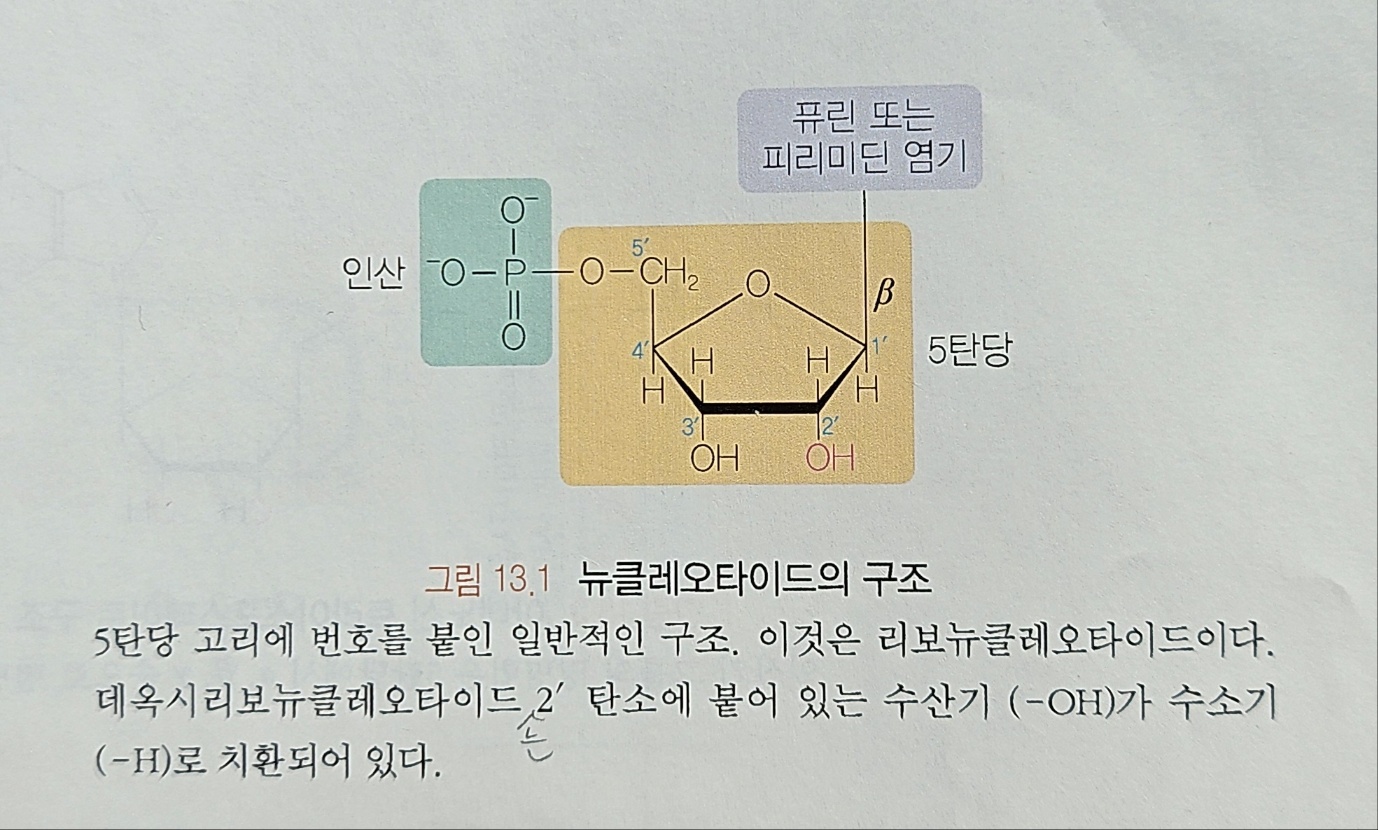 퓨린 또는
피리미딘 염기
인산
O⁻
⁻O–P–O–CH₂
O
5′
O
β
4′
H
H
H
1′
H
5탄당
3′
2′
OH
OH
그림 13.1 뉴클레오타이드의 구조
5탄당 고리에 번호를 붙인 일반적인 구조. 이것은 리보뉴클레오타이드이다.
데옥시리보뉴클레오타이드 2′ 탄소에 붙어 있는 수산기 (-OH)가 수소기
는
(-H)로 치환되어 있다.